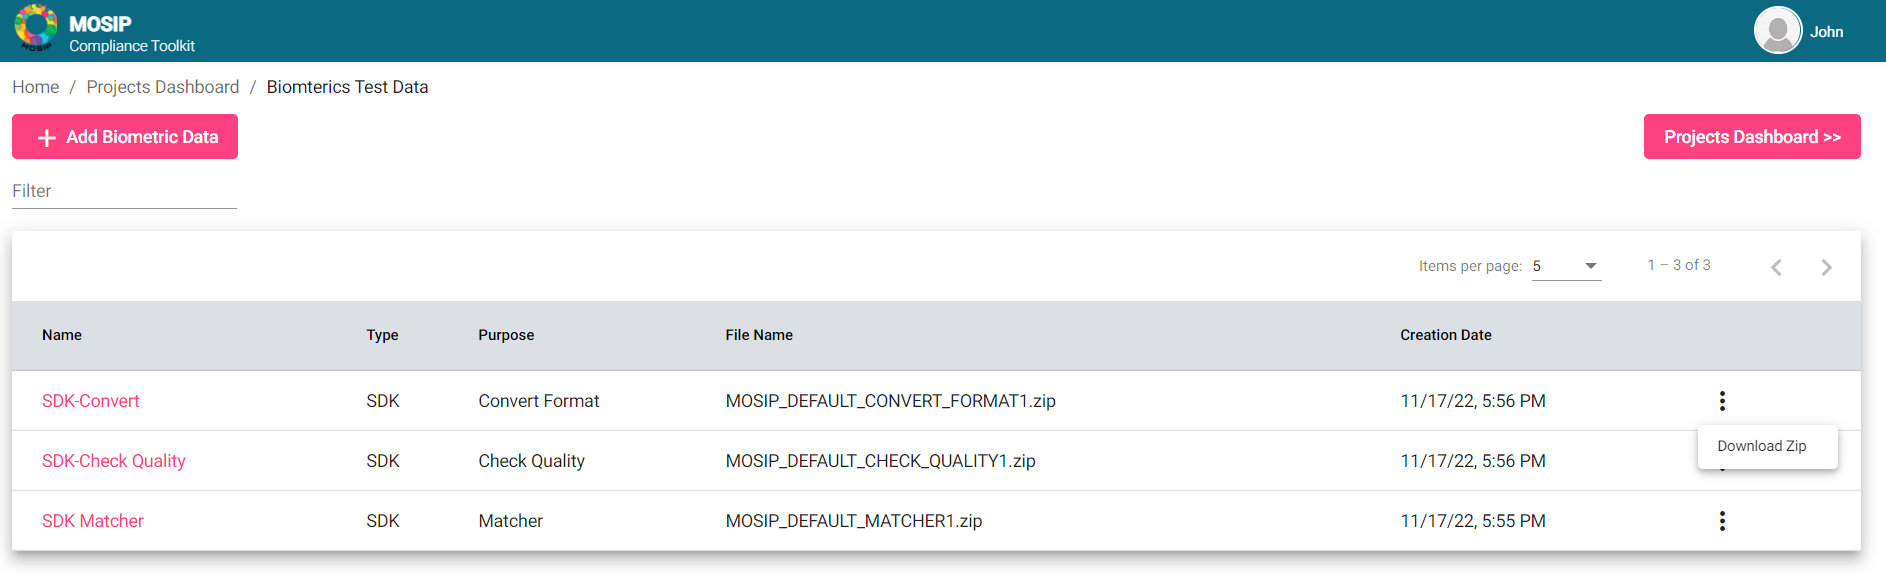 MOSIP
Compliance Toolkit
MOSIP
John
Home / Projects Dashboard / Biomterics Test Data
+ Add Biometric Data
Projects Dashboard >>
Filter
Items per page: 5 1 – 3 of 3
Name Type Purpose File Name Creation Date
SDK-Convert SDK Convert Format MOSIP_DEFAULT_CONVERT_FORMAT1.zip 11/17/22, 5:56 PM
Download Zip
SDK-Check Quality SDK Check Quality MOSIP_DEFAULT_CHECK_QUALITY1.zip 11/17/22, 5:56 PM
SDK Matcher SDK Matcher MOSIP_DEFAULT_MATCHER1.zip 11/17/22, 5:55 PM